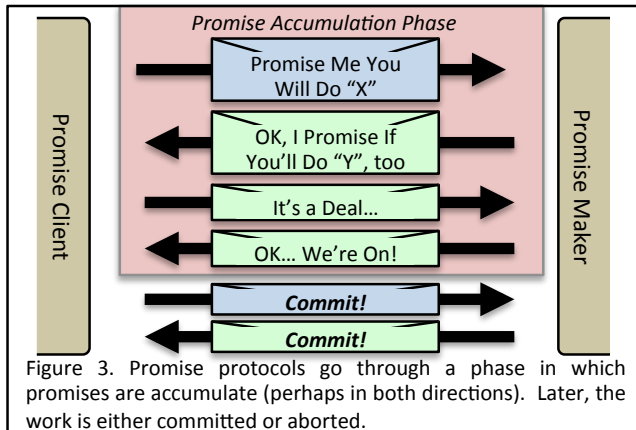 Promise Accumulation Phase
Promise Client
Promise Me You
Will Do “X”
OK, I Promise If
You’ll Do “Y”, too
It’s a Deal…
OK… We’re On!
Commit!
Commit!
Promise Maker
Figure 3. Promise protocols go through a phase in which
promises are accumulate (perhaps in both directions). Later, the
work is either committed or aborted.